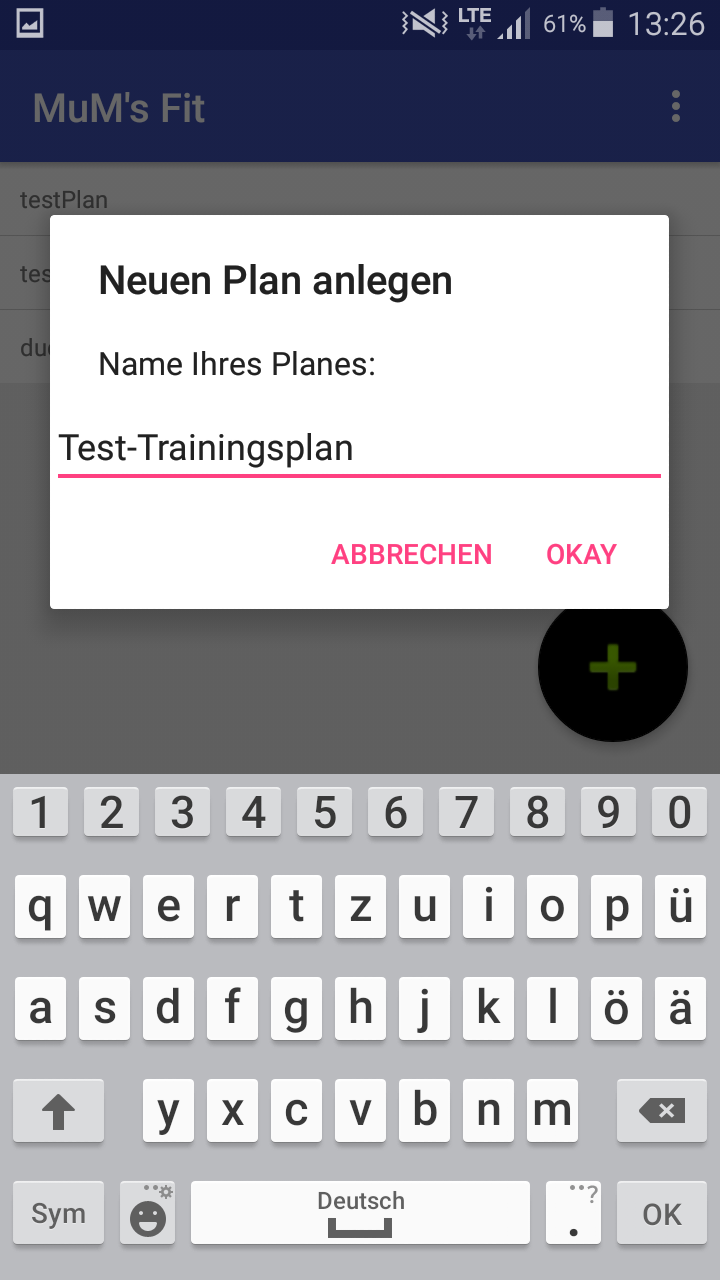 LTE 61% 13:26
MuM's Fit
testPlan
tes
Neuen Plan anlegen
Name Ihres Planes:
Test-Trainingsplan
ABBRECHEN OKAY
1 2 3 4 5 6 7 8 9 0
q w e r t z u i o p ü
a s d f g h j k l ö ä
y x c v b n m
Sym Deutsch . ? OK